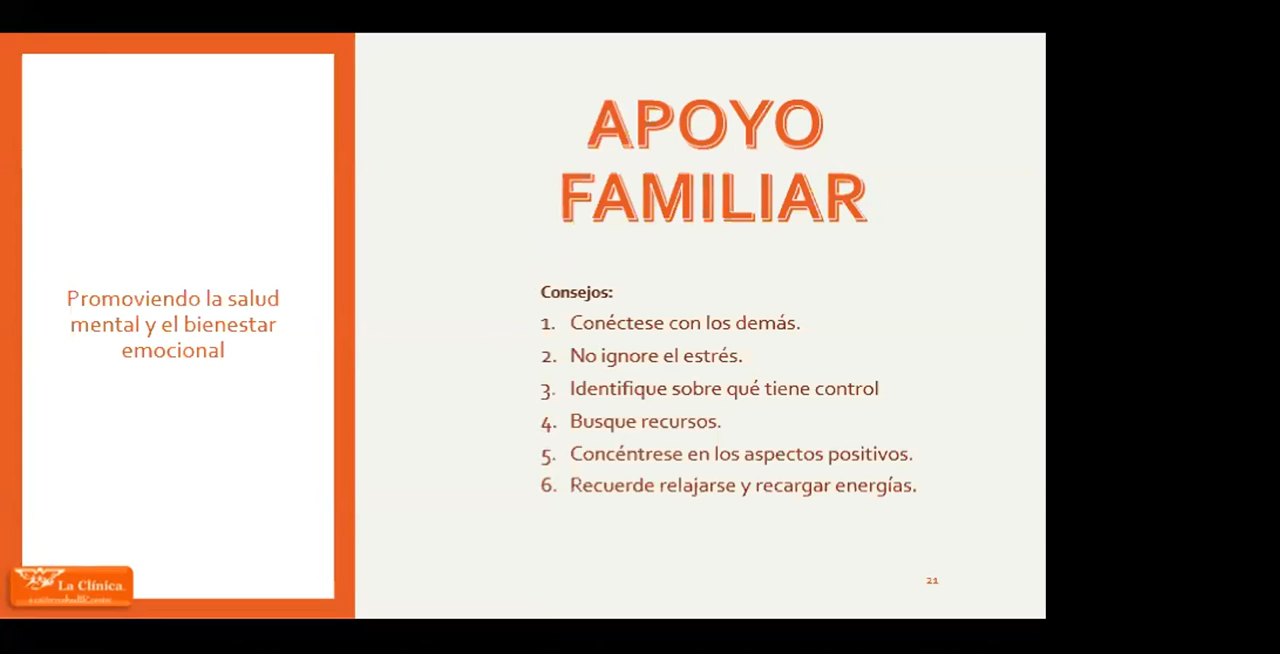 Promoviendo la salud
mental y el bienestar
emocional
APOYO
FAMILIAR
Consejos:
1. Conéctese con los demás.
2. No ignore el estrés.
3. Identifique sobre qué tiene control
4. Busque recursos.
5. Concéntrese en los aspectos positivos.
6. Recuerde relajarse y recargar energías.
La Clínica.
21